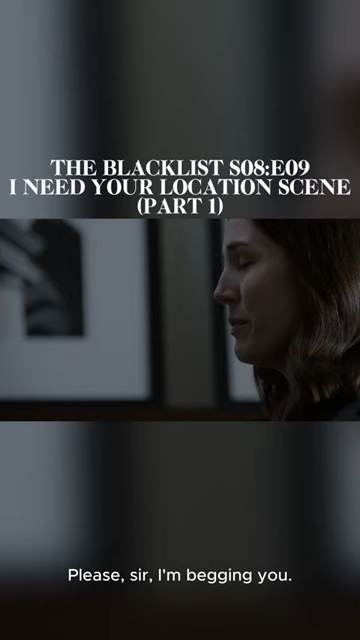 THE BLACKLIST S08:E09
I NEED YOUR LOCATION SCENE
(PART 1)
Please, sir, I'm begging you.